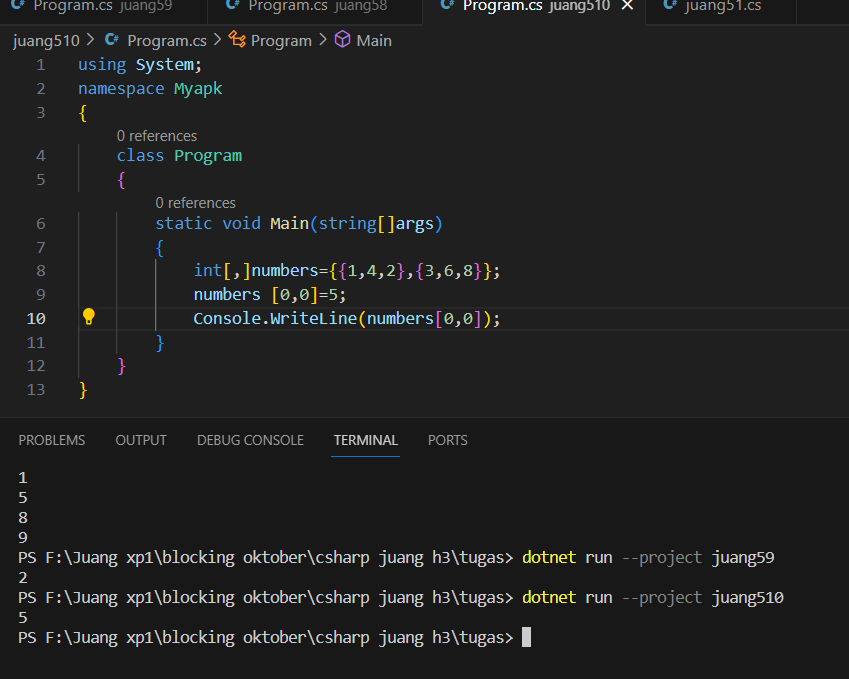 Program.cs juang59 Program.cs juang58 Program.cs juang510 juang51.cs
juang510 > Program.cs > Program > Main
1 using System;
2 namespace Myapk
3 {
0 references
4 class Program
5 {
0 references
6 static void Main(string[]args)
7 {
8 int[,]numbers={{1,4,2},{3,6,8}};
9 numbers [0,0]=5;
10 Console.WriteLine(numbers[0,0]);
11 }
12 }
13 }
PROBLEMS OUTPUT DEBUG CONSOLE TERMINAL PORTS
1
5
8
9
PS F:\Juang xp1\blocking oktober\csharp juang h3\tugas> dotnet run --project juang59
2
PS F:\Juang xp1\blocking oktober\csharp juang h3\tugas> dotnet run --project juang510
5
PS F:\Juang xp1\blocking oktober\csharp juang h3\tugas>